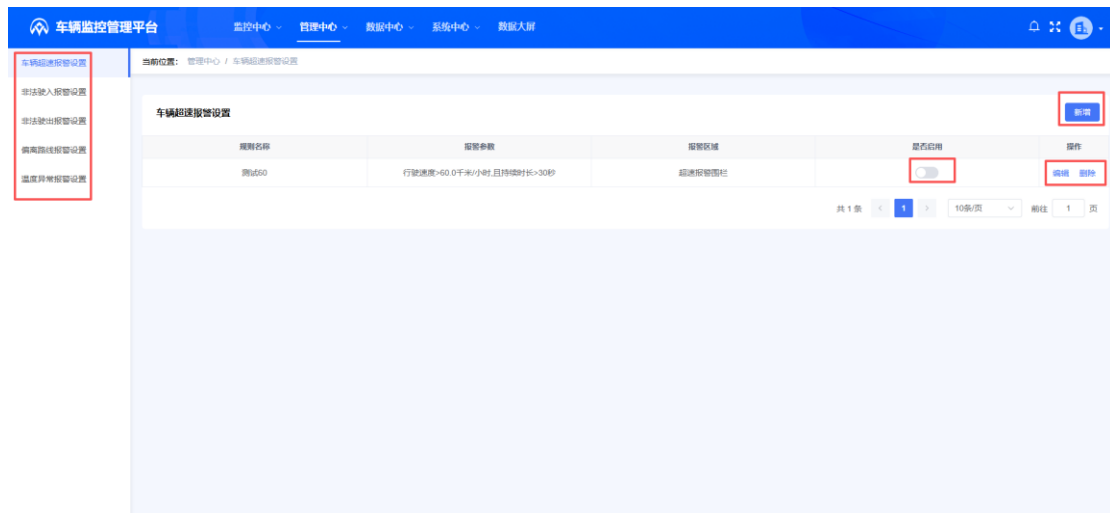 车辆监控管理平台 监控中心 管理中心 数据中心 系统中心 数据大屏
车辆超速报警设置
非法驶入报警设置
非法驶出报警设置
偏离路线报警设置
温度异常报警设置
当前位置: 管理中心 / 车辆超速报警设置
车辆超速报警设置 新增
规则名称 报警参数 报警区域 是否启用 操作
测试60 行驶速度>60.0千米/小时,且持续时长>30秒 超速报警围栏 编辑 删除
共 1 条 < 1 > 10条/页 前往 1 页